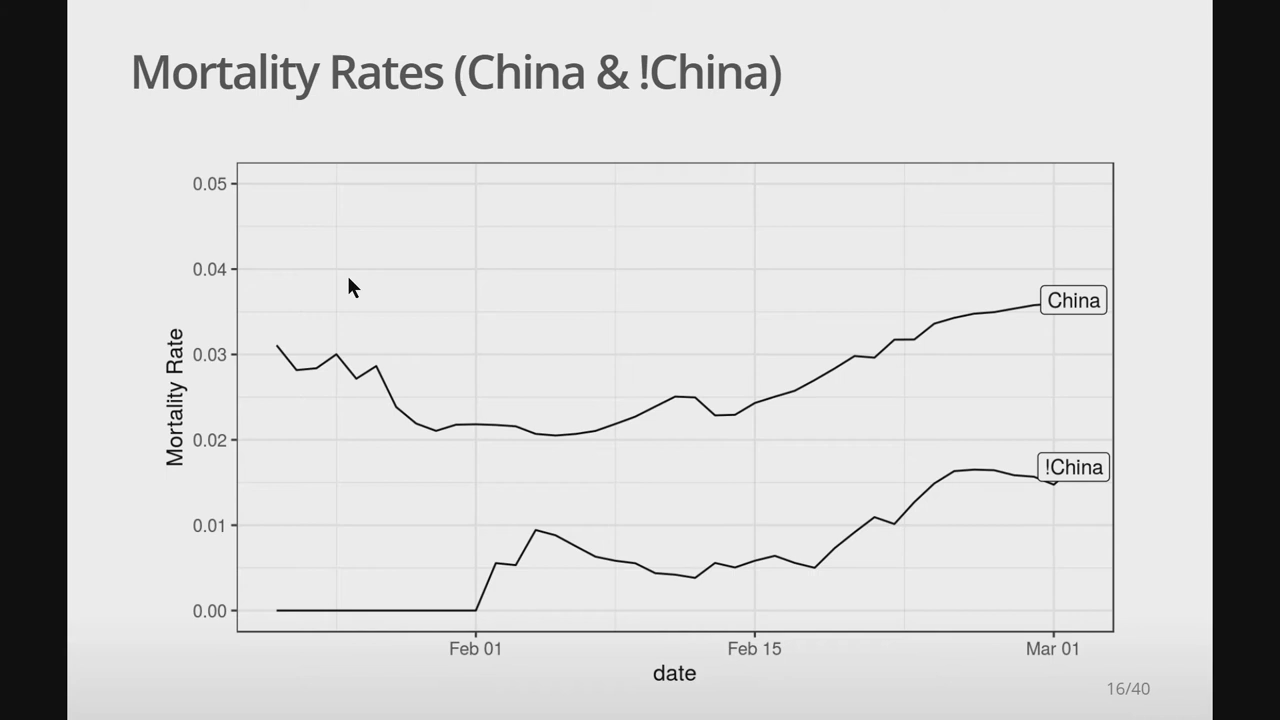 Mortality Rates (China & !China)
0.05
0.04
China
0.03
Mortality Rate
0.02
!China
0.01
0.00
Feb 01
Feb 15
Mar 01
date
16/40